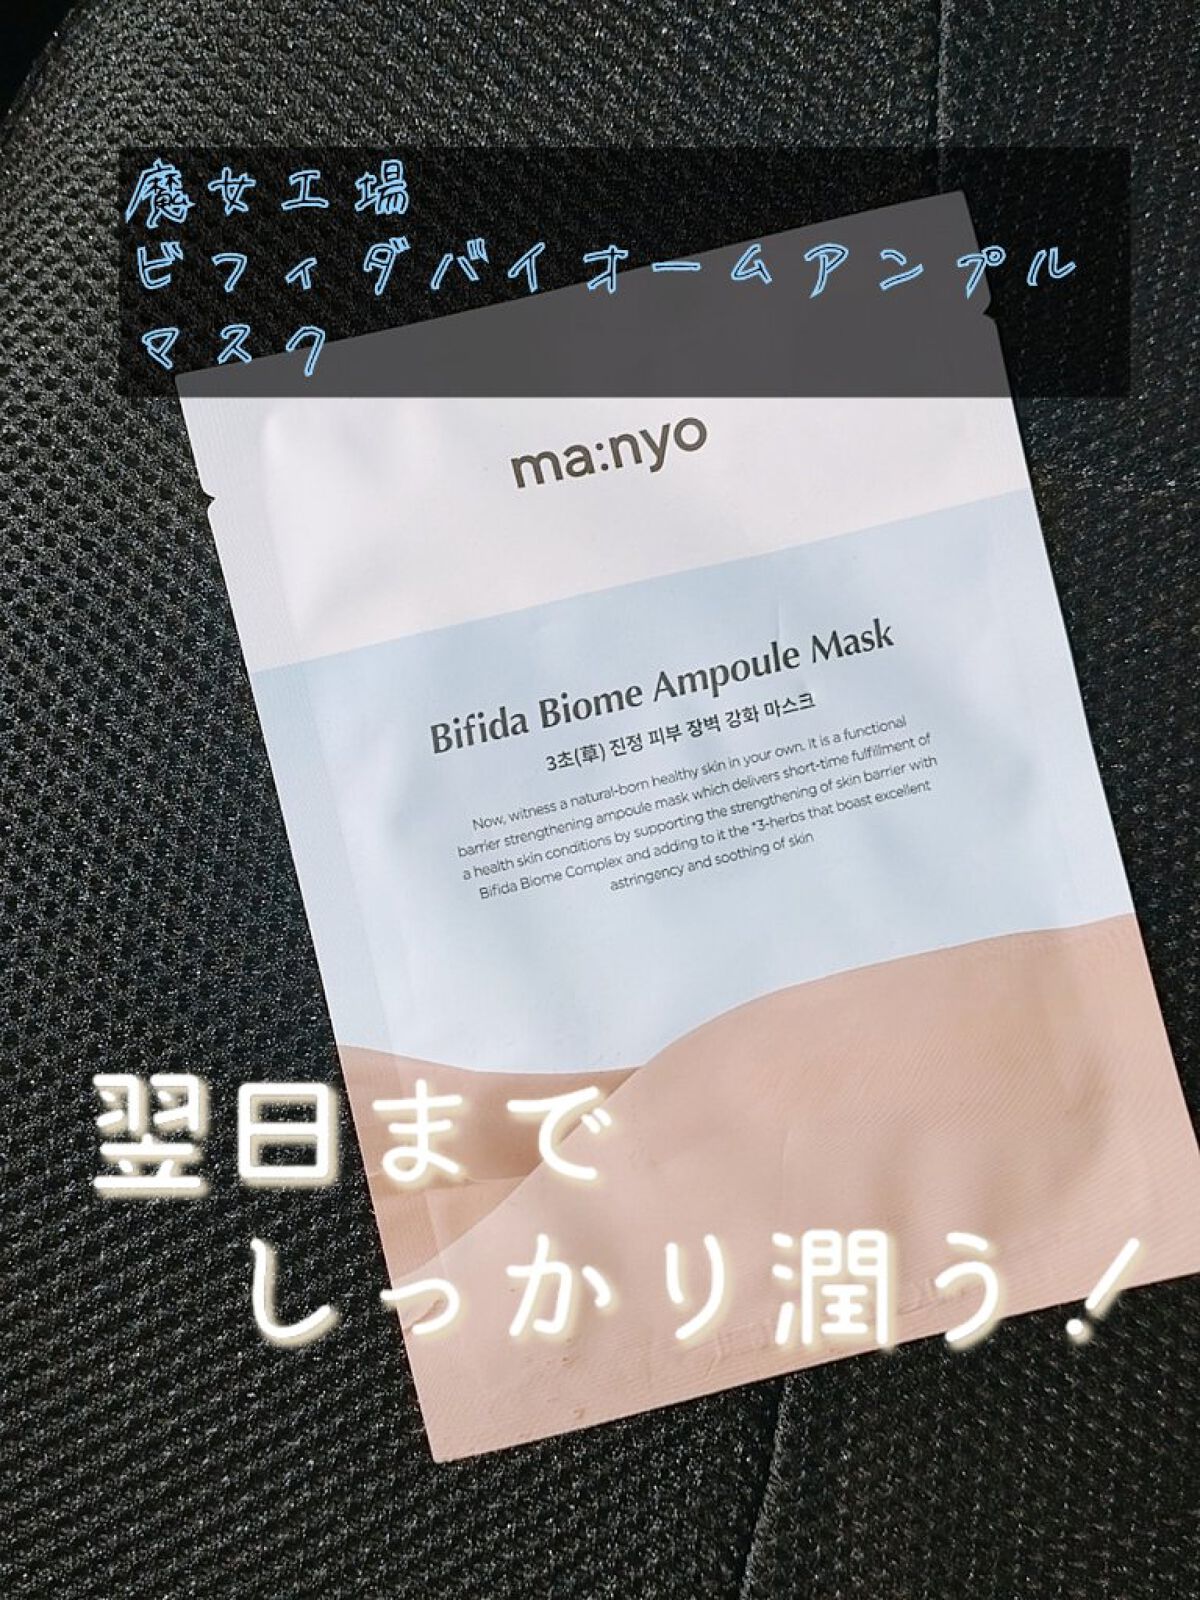 魔女工場
ビフィダバイオームアンプル
マスク
ma:nyo
Bifida Biome Ampoule Mask
3초(草) 진정 피부 장벽 강화 마스크
Now, witness a natural-born healthy skin in your own. It is a functional
barrier strengthening ampoule mask which delivers short-time fulfillment of
a health skin conditions by supporting the strengthening of skin barrier with
Bifida Biome Complex and adding to it the *3-herbs that boast excellent
astringency and soothing of skin
翌日まで
しっかり潤う！